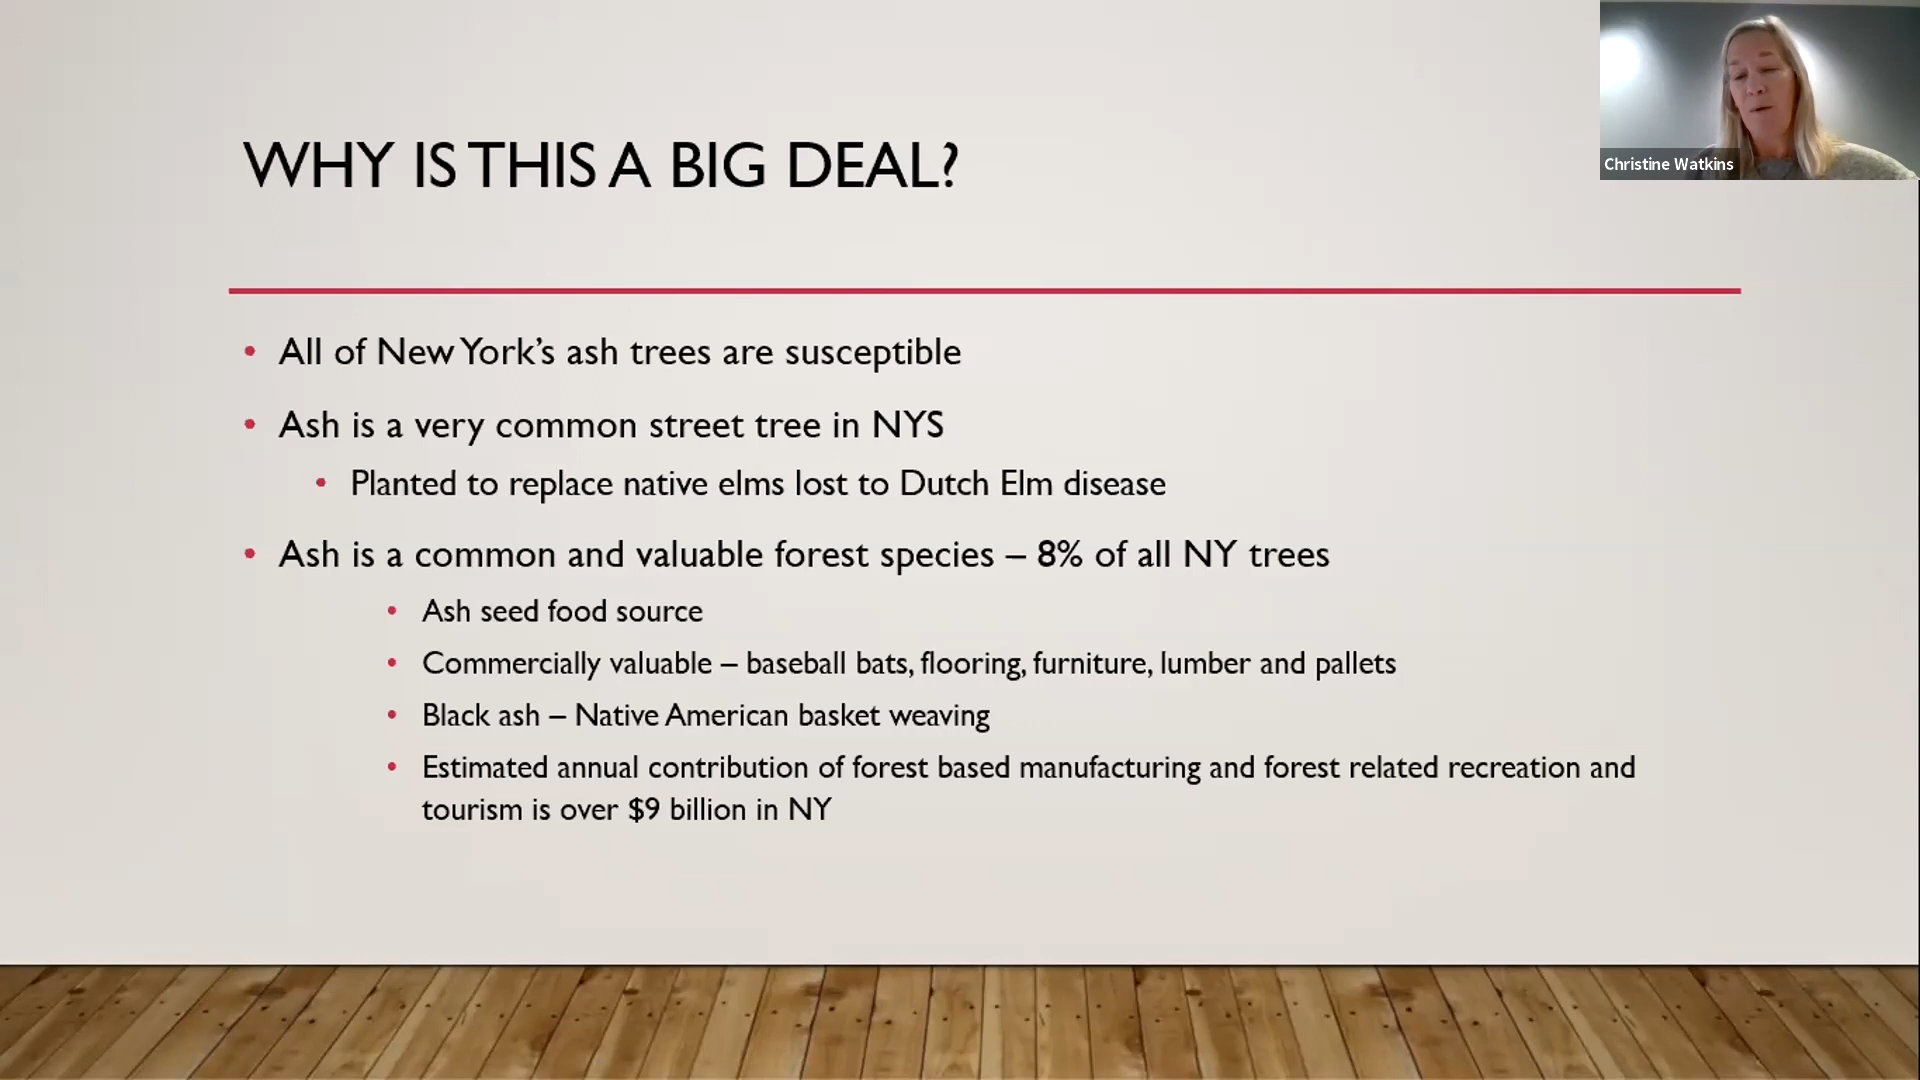 WHY IS THIS A BIG DEAL?
Christine Watkins
• All of New York’s ash trees are susceptible
• Ash is a very common street tree in NYS
• Planted to replace native elms lost to Dutch Elm disease
• Ash is a common and valuable forest species – 8% of all NY trees
• Ash seed food source
• Commercially valuable – baseball bats, flooring, furniture, lumber and pallets
• Black ash – Native American basket weaving
• Estimated annual contribution of forest based manufacturing and forest related recreation and
tourism is over $9 billion in NY